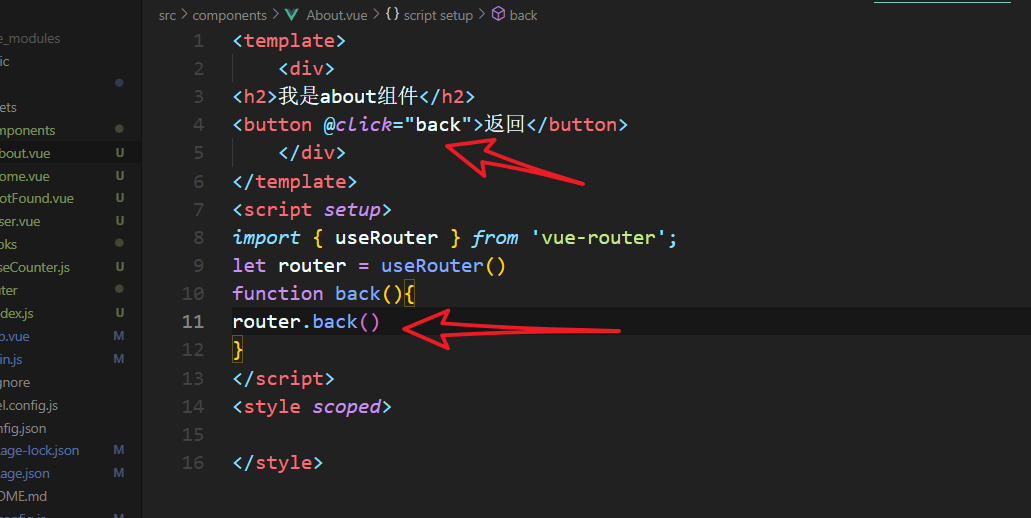 src > components > About.vue > {} script setup > back
e_modules
ic
ets
mponents
bout.vue U
ome.vue U
otFound.vue U
ser.vue U
oks
seCounter.js U
ter
dex.js U
p.vue M
in.js M
gnore
el.config.js
nfig.json
age-lock.json M
age.json M
OME.md
1 <template>
2 <div>
3 <h2>我是about组件</h2>
4 <button @click="back">返回</button>
5 </div>
6 </template>
7 <script setup>
8 import { useRouter } from 'vue-router';
9 let router = useRouter()
10 function back(){
11 router.back()
12 }
13 </script>
14 <style scoped>
15
16 </style>